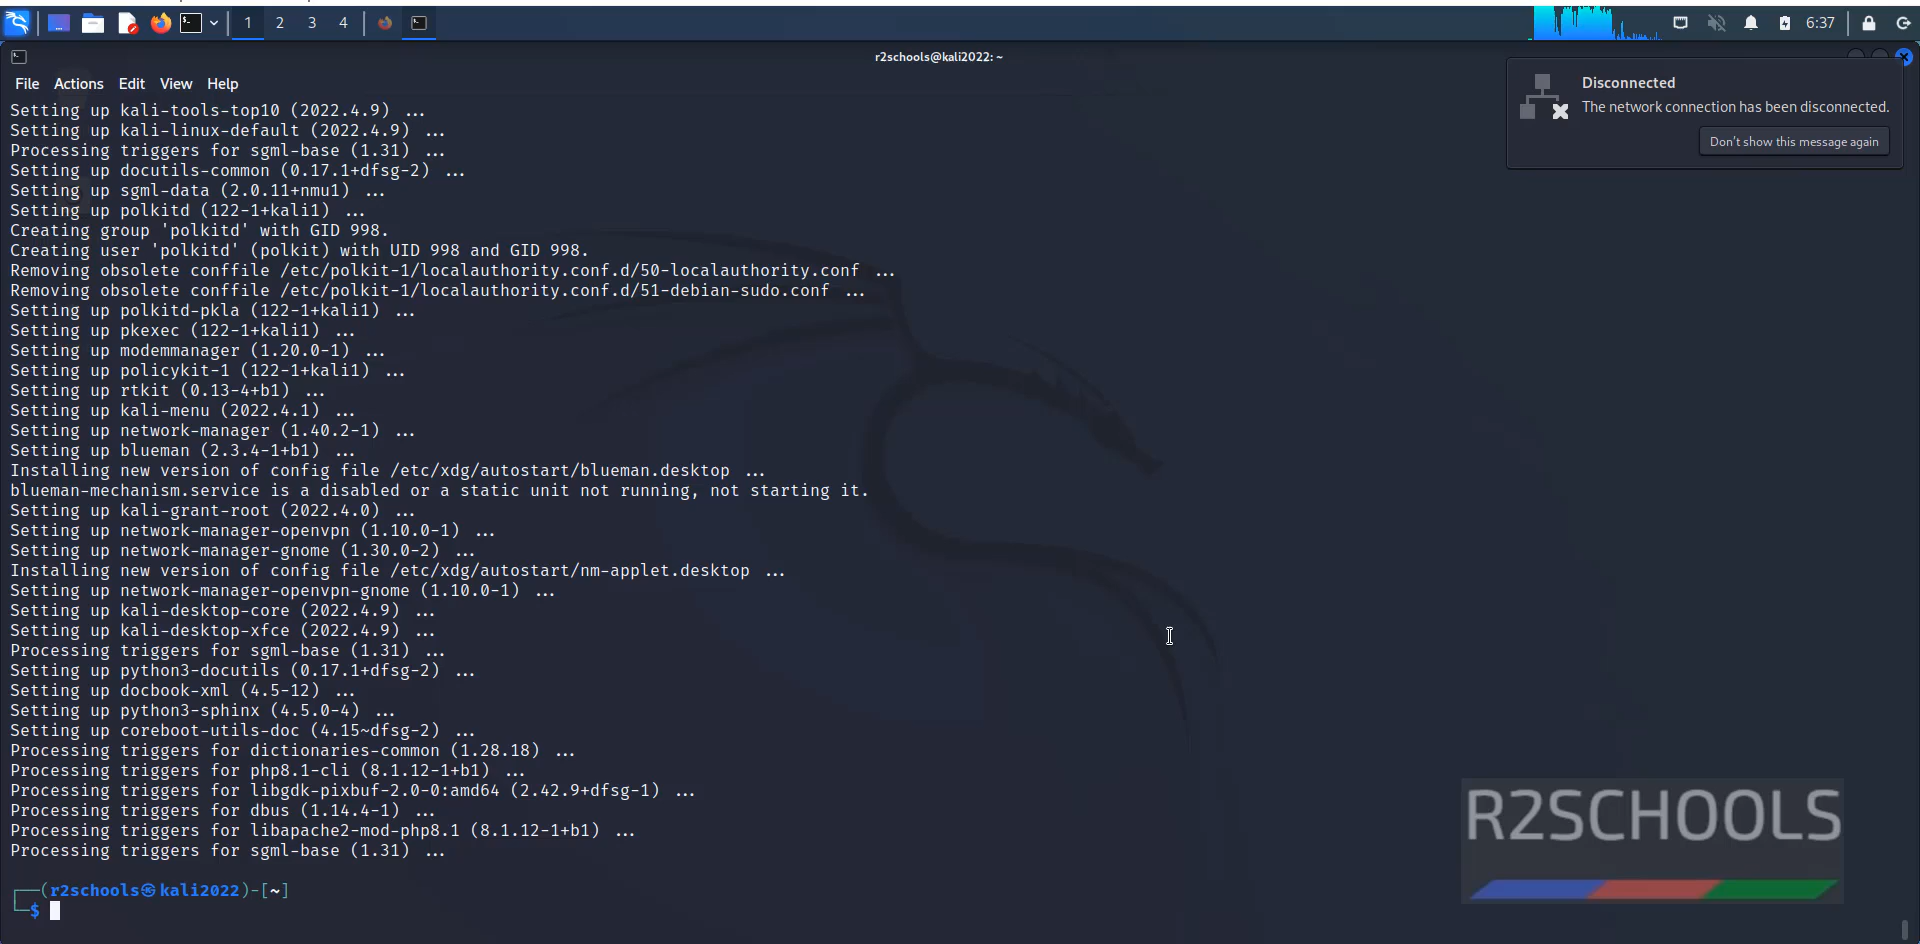 1 2 3 4 6:37
r2schools@kali2022: ~
File Actions Edit View Help
Disconnected
The network connection has been disconnected.
Don't show this message again
Setting up kali-tools-top10 (2022.4.9) ...
Setting up kali-linux-default (2022.4.9) ...
Processing triggers for sgml-base (1.31) ...
Setting up docutils-common (0.17.1+dfsg-2) ...
Setting up sgml-data (2.0.11+nmu1) ...
Setting up polkitd (122-1+kali1) ...
Creating group 'polkitd' with GID 998.
Creating user 'polkitd' (polkit) with UID 998 and GID 998.
Removing obsolete conffile /etc/polkit-1/localauthority.conf.d/50-localauthority.conf ...
Removing obsolete conffile /etc/polkit-1/localauthority.conf.d/51-debian-sudo.conf ...
Setting up polkitd-pkla (122-1+kali1) ...
Setting up pkexec (122-1+kali1) ...
Setting up modemmanager (1.20.0-1) ...
Setting up policykit-1 (122-1+kali1) ...
Setting up rtkit (0.13-4+b1) ...
Setting up kali-menu (2022.4.1) ...
Setting up network-manager (1.40.2-1) ...
Setting up blueman (2.3.4-1+b1) ...
Installing new version of config file /etc/xdg/autostart/blueman.desktop ...
blueman-mechanism.service is a disabled or a static unit not running, not starting it.
Setting up kali-grant-root (2022.4.0) ...
Setting up network-manager-openvpn (1.10.0-1) ...
Setting up network-manager-gnome (1.30.0-2) ...
Installing new version of config file /etc/xdg/autostart/nm-applet.desktop ...
Setting up network-manager-openvpn-gnome (1.10.0-1) ...
Setting up kali-desktop-core (2022.4.9) ...
Setting up kali-desktop-xfce (2022.4.9) ...
Processing triggers for sgml-base (1.31) ...
Setting up python3-docutils (0.17.1+dfsg-2) ...
Setting up docbook-xml (4.5-12) ...
Setting up python3-sphinx (4.5.0-4) ...
Setting up coreboot-utils-doc (4.15~dfsg-2) ...
Processing triggers for dictionaries-common (1.28.18) ...
Processing triggers for php8.1-cli (8.1.12-1+b1) ...
Processing triggers for libgdk-pixbuf-2.0-0:amd64 (2.42.9+dfsg-1) ...
Processing triggers for dbus (1.14.4-1) ...
Processing triggers for libapache2-mod-php8.1 (8.1.12-1+b1) ...
Processing triggers for sgml-base (1.31) ...
R2SCHOOLS
┌──(r2schools㉿kali2022)-[~]
└─$